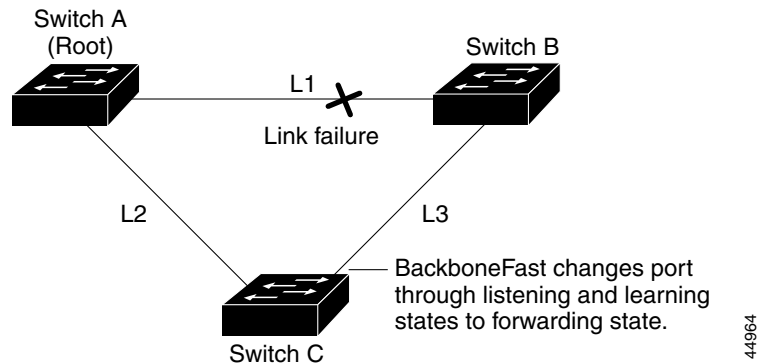 Switch A
(Root)
Switch B
L1
Link failure
L2
L3
BackboneFast changes port
through listening and learning
states to forwarding state.
Switch C
44964